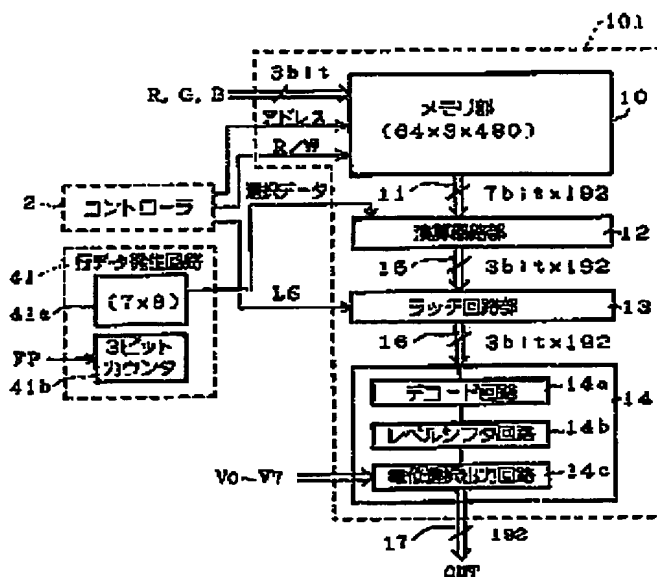 101
3bit
R, G, B
アドレス
R/W
メモリ部
(64×3×480)
10
選択データ
11
7bit×192
2
コントローラ
演算回路部
12
15
3bit×192
41
行データ発生回路
41a
(7×8)
LS
ラッチ回路部
13
16
3bit×192
FP
3ビット
カウンタ
41b
デコード回路
14a
14
レベルシフタ回路
14b
V0~V7
電位選択出力回路
14c
17
192
OUT